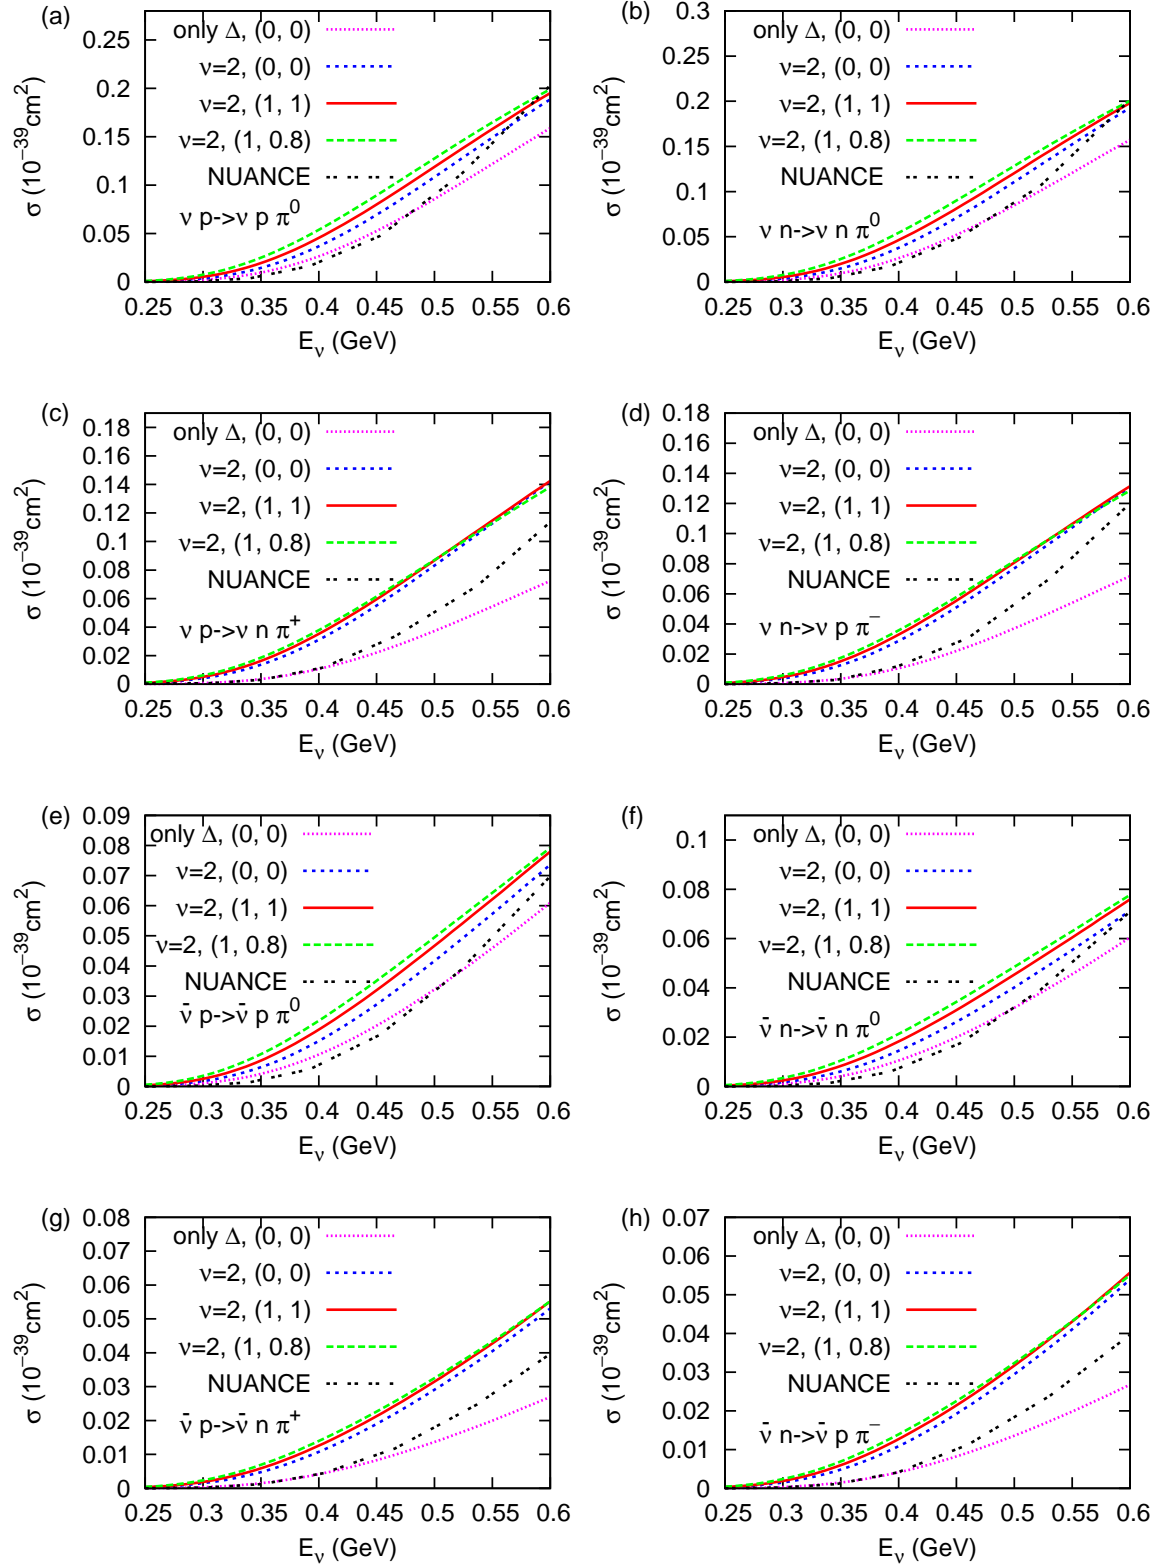 (a)
only Δ, (0, 0)
ν=2, (0, 0)
ν=2, (1, 1)
ν=2, (1, 0.8)
NUANCE
ν p->ν p π⁰
0.25
0.2
0.15
0.1
0.05
0
σ (10⁻³⁹cm²)
0.25 0.3 0.35 0.4 0.45 0.5 0.55 0.6
E_ν (GeV)
(b)
only Δ, (0, 0)
ν=2, (0, 0)
ν=2, (1, 1)
ν=2, (1, 0.8)
NUANCE
ν n->ν n π⁰
0.3
0.25
0.2
0.15
0.1
0.05
0
σ (10⁻³⁹cm²)
0.25 0.3 0.35 0.4 0.45 0.5 0.55 0.6
E_ν (GeV)
(c)
only Δ, (0, 0)
ν=2, (0, 0)
ν=2, (1, 1)
ν=2, (1, 0.8)
NUANCE
ν p->ν n π⁺
0.18
0.16
0.14
0.12
0.1
0.08
0.06
0.04
0.02
0
σ (10⁻³⁹cm²)
0.25 0.3 0.35 0.4 0.45 0.5 0.55 0.6
E_ν (GeV)
(d)
only Δ, (0, 0)
ν=2, (0, 0)
ν=2, (1, 1)
ν=2, (1, 0.8)
NUANCE
ν n->ν p π⁻
0.18
0.16
0.14
0.12
0.1
0.08
0.06
0.04
0.02
0
σ (10⁻³⁹cm²)
0.25 0.3 0.35 0.4 0.45 0.5 0.55 0.6
E_ν (GeV)
(e)
only Δ, (0, 0)
ν=2, (0, 0)
ν=2, (1, 1)
ν=2, (1, 0.8)
NUANCE
ν̄ p->ν̄ p π⁰
0.09
0.08
0.07
0.06
0.05
0.04
0.03
0.02
0.01
0
σ (10⁻³⁹cm²)
0.25 0.3 0.35 0.4 0.45 0.5 0.55 0.6
E_ν (GeV)
(f)
only Δ, (0, 0)
ν=2, (0, 0)
ν=2, (1, 1)
ν=2, (1, 0.8)
NUANCE
ν̄ n->ν̄ n π⁰
0.1
0.08
0.06
0.04
0.02
0
σ (10⁻³⁹cm²)
0.25 0.3 0.35 0.4 0.45 0.5 0.55 0.6
E_ν (GeV)
(g)
only Δ, (0, 0)
ν=2, (0, 0)
ν=2, (1, 1)
ν=2, (1, 0.8)
NUANCE
ν̄ p->ν̄ n π⁺
0.08
0.07
0.06
0.05
0.04
0.03
0.02
0.01
0
σ (10⁻³⁹cm²)
0.25 0.3 0.35 0.4 0.45 0.5 0.55 0.6
E_ν (GeV)
(h)
only Δ, (0, 0)
ν=2, (0, 0)
ν=2, (1, 1)
ν=2, (1, 0.8)
NUANCE
ν̄ n->ν̄ p π⁻
0.07
0.06
0.05
0.04
0.03
0.02
0.01
0
σ (10⁻³⁹cm²)
0.25 0.3 0.35 0.4 0.45 0.5 0.55 0.6
E_ν (GeV)